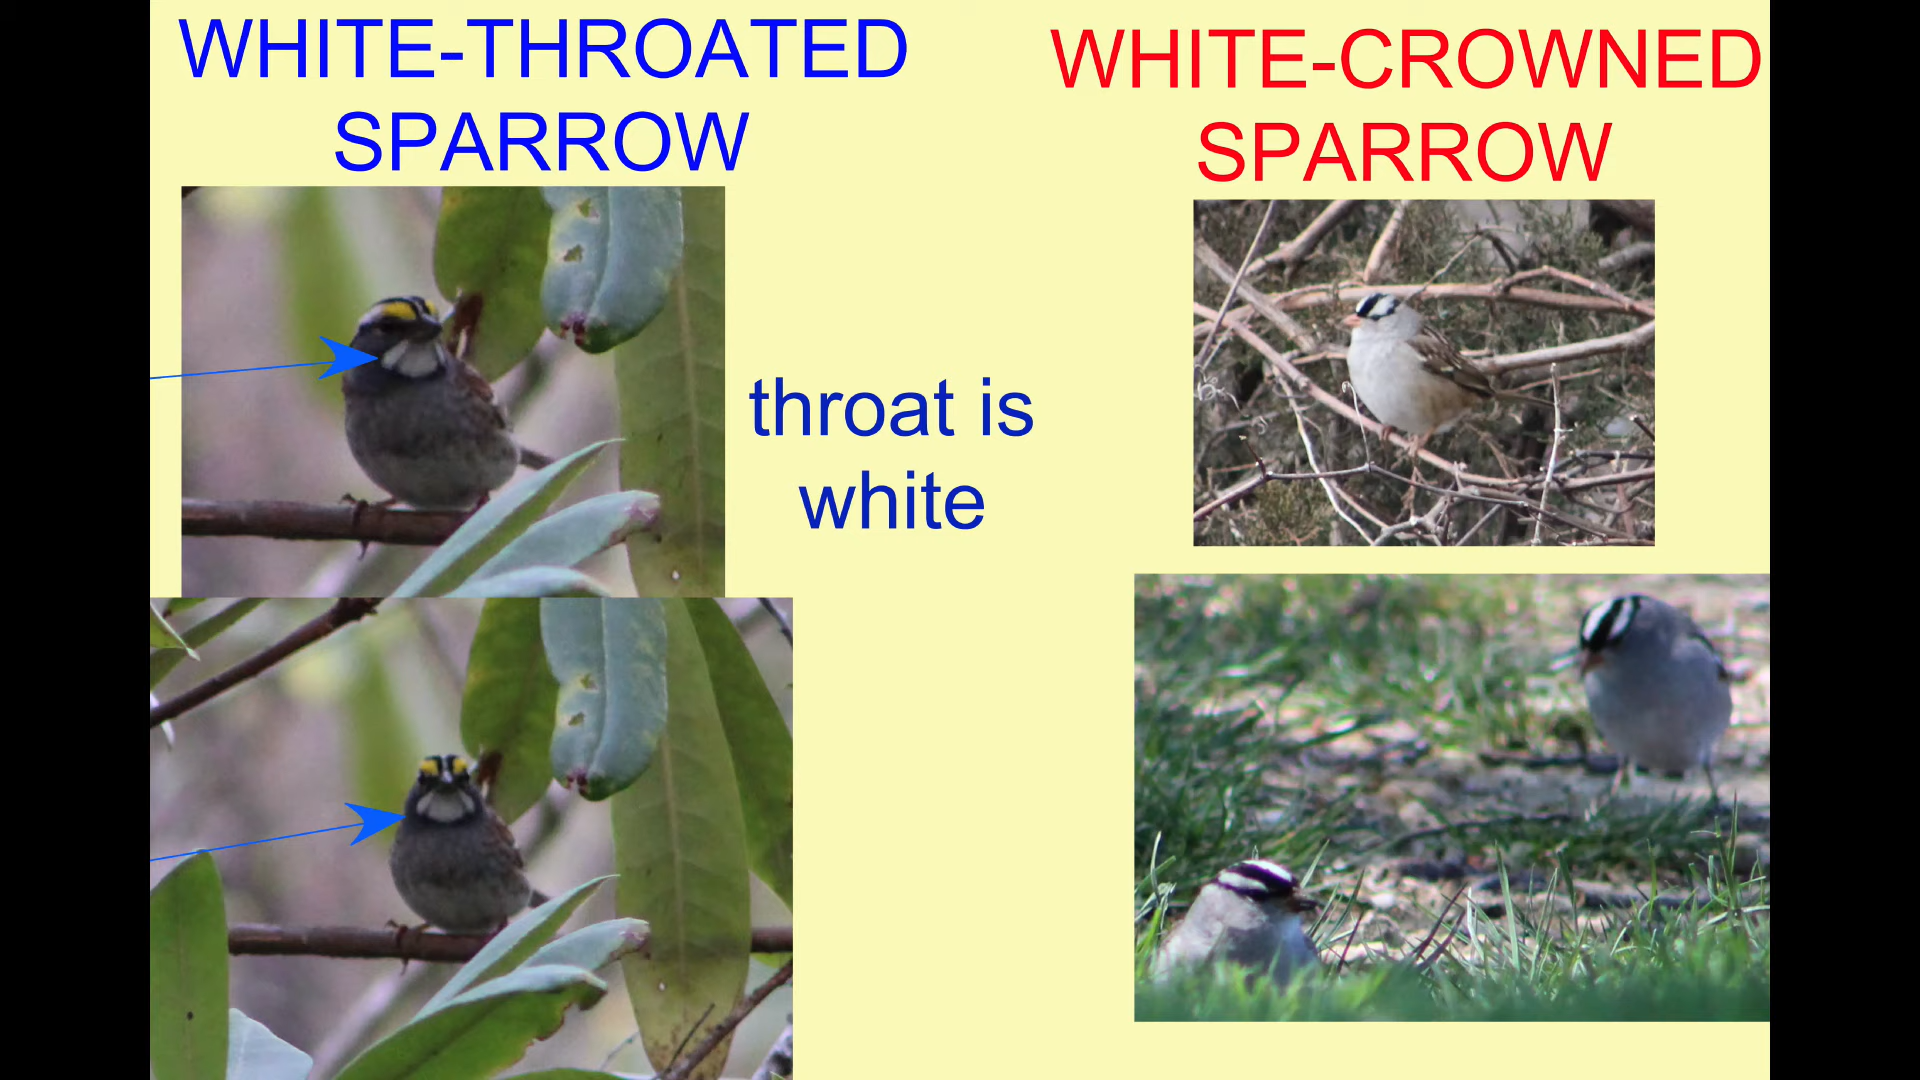 WHITE-THROATED
SPARROW
throat is
white
WHITE-CROWNED
SPARROW